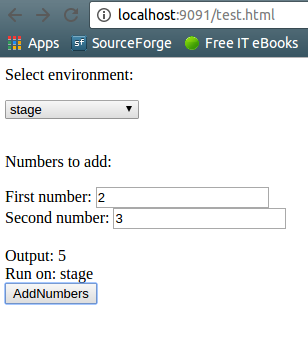 localhost:9091/test.html
Apps SourceForge Free IT eBooks
Select environment:
stage
Numbers to add:
First number: 2
Second number: 3
Output: 5
Run on: stage
AddNumbers